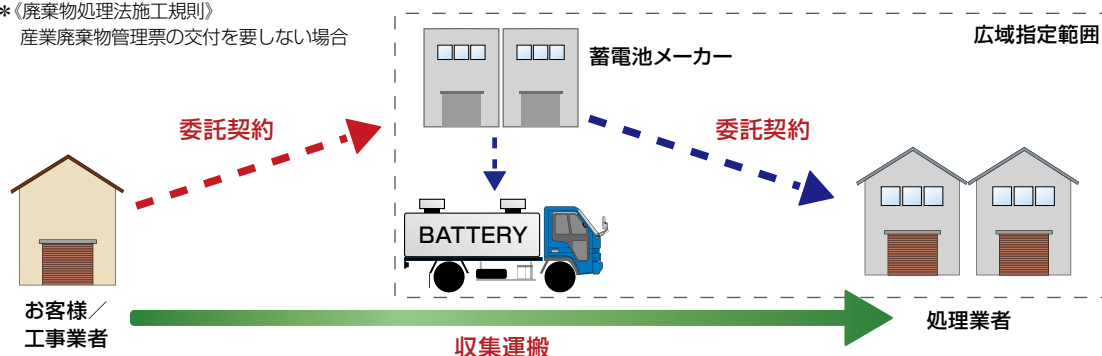 *《廃棄物処理法施工規則》
産業廃棄物管理票の交付を要しない場合
広域指定範囲
蓄電池メーカー
委託契約
委託契約
BATTERY
お客様／
工事業者
処理業者
収集運搬